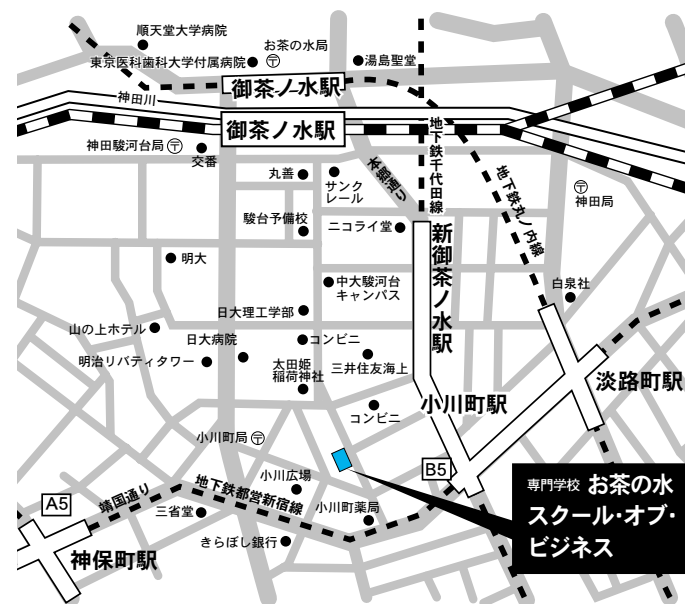 順天堂大学病院
お茶の水局
東京医科歯科大学付属病院
〒
湯島聖堂
御茶ノ水駅
神田川
御茶ノ水駅
地下鉄千代田線
神田駿河台局〒
交番
本郷通り
丸善
サンク
レール
地下鉄丸ノ内線
〒
神田局
駿台予備校
ニコライ堂
新御茶ノ水駅
明大
中大駿河台
キャンパス
白泉社
日大理工学部
山の上ホテル
日大病院
コンビニ
明治リバティタワー
太田姫
稲荷神社
三井住友海上
淡路町駅
小川町駅
コンビニ
小川町局〒
B5
小川広場
専門学校 お茶の水
スクール・オブ・
ビジネス
A5
靖国通り
地下鉄都営新宿線
三省堂
小川町薬局
きらぼし銀行
神保町駅